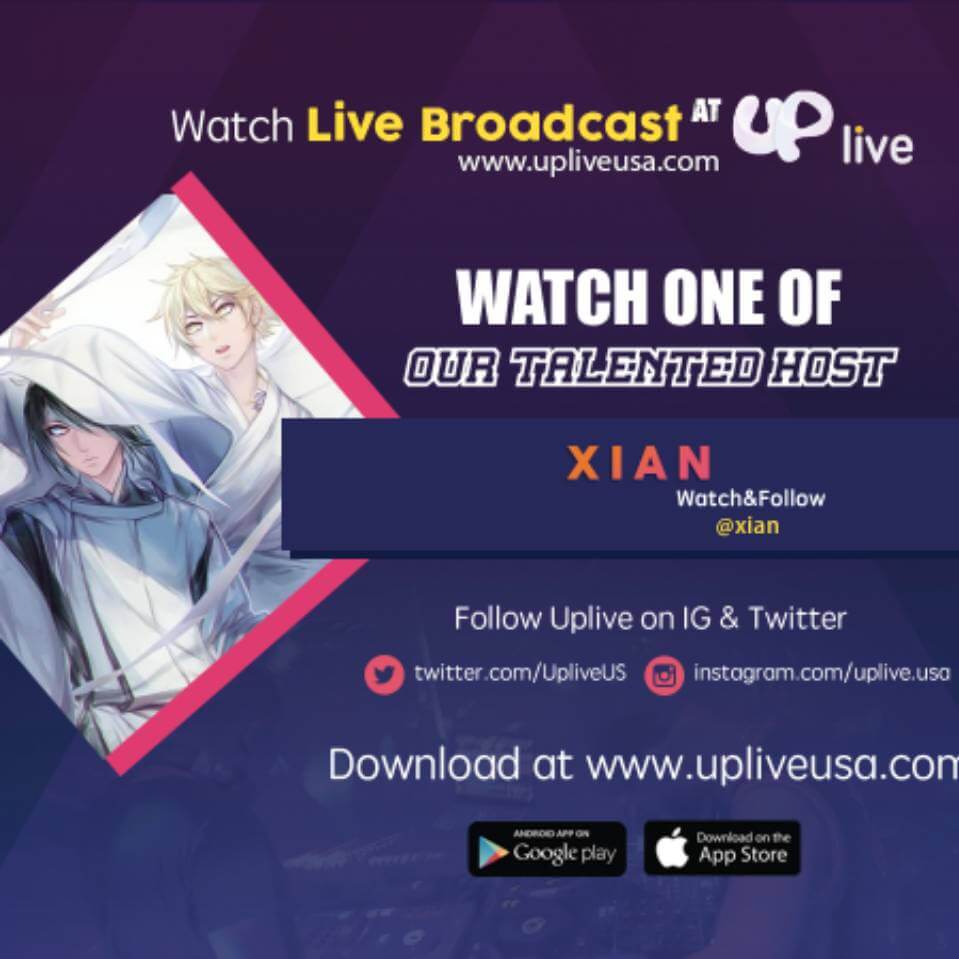 Watch Live Broadcast AT UP live
www.upliveusa.com
WATCH ONE OF
OUR TALENTED HOST
XIAN
Watch&Follow
@xian
Follow Uplive on IG & Twitter
twitter.com/UpliveUS instagram.com/uplive.usa
Download at www.upliveusa.com
ANDROID APP ON
Google play
Download on the
App Store